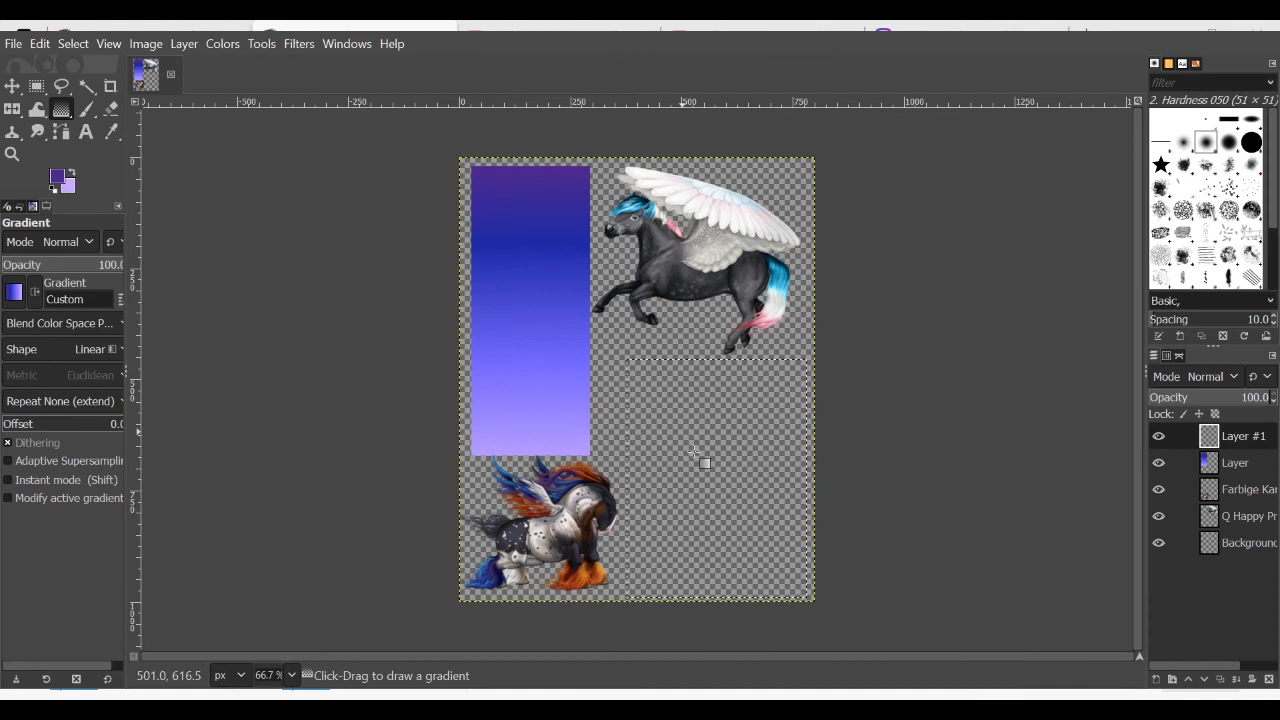 File Edit Select View Image Layer Colors Tools Filters Windows Help
-500 -250 0 250 500 750 1000 1250
filter
2. Hardness 050 (51 × 51)
Gradient
Mode Normal
Opacity 100.0
Gradient
Custom
Blend Color Space P...
Shape Linear
Metric Euclidean
Repeat None (extend)
Offset 0.0
Dithering
Adaptive Supersamplin
Instant mode (Shift)
Modify active gradient
Basic,
Spacing 10.0
Mode Normal
Opacity 100.0
Lock:
Layer #1
Layer
Farbige Kar
Q Happy Pr
Background
501.0, 616.5 px 66.7 % Click-Drag to draw a gradient